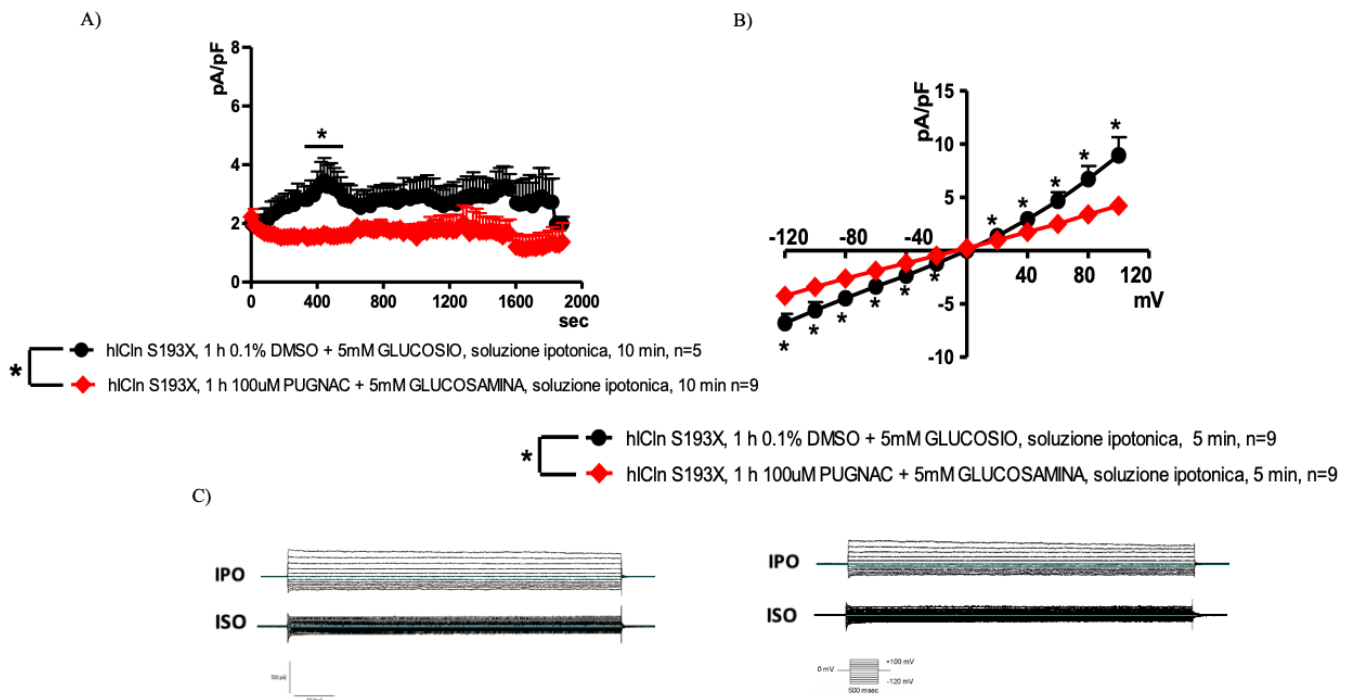 A)
B)
pA/pF
8
6
4
2
0
*
0 400 800 1200 1600 2000
sec
pA/pF
15
10
5
-5
-10
-120 -80 -40
40 80 120
mV
* * * * *
* * * * * *
* hICln S193X, 1 h 0.1% DMSO + 5mM GLUCOSIO, soluzione ipotonica, 10 min, n=5
hICln S193X, 1 h 100uM PUGNAC + 5mM GLUCOSAMINA, soluzione ipotonica, 10 min n=9
* hICln S193X, 1 h 0.1% DMSO + 5mM GLUCOSIO, soluzione ipotonica, 5 min, n=9
hICln S193X, 1 h 100uM PUGNAC + 5mM GLUCOSAMINA, soluzione ipotonica, 5 min, n=9
C)
IPO
ISO
500 pA
IPO
ISO
0 mV
+100 mV
-120 mV
500 msec